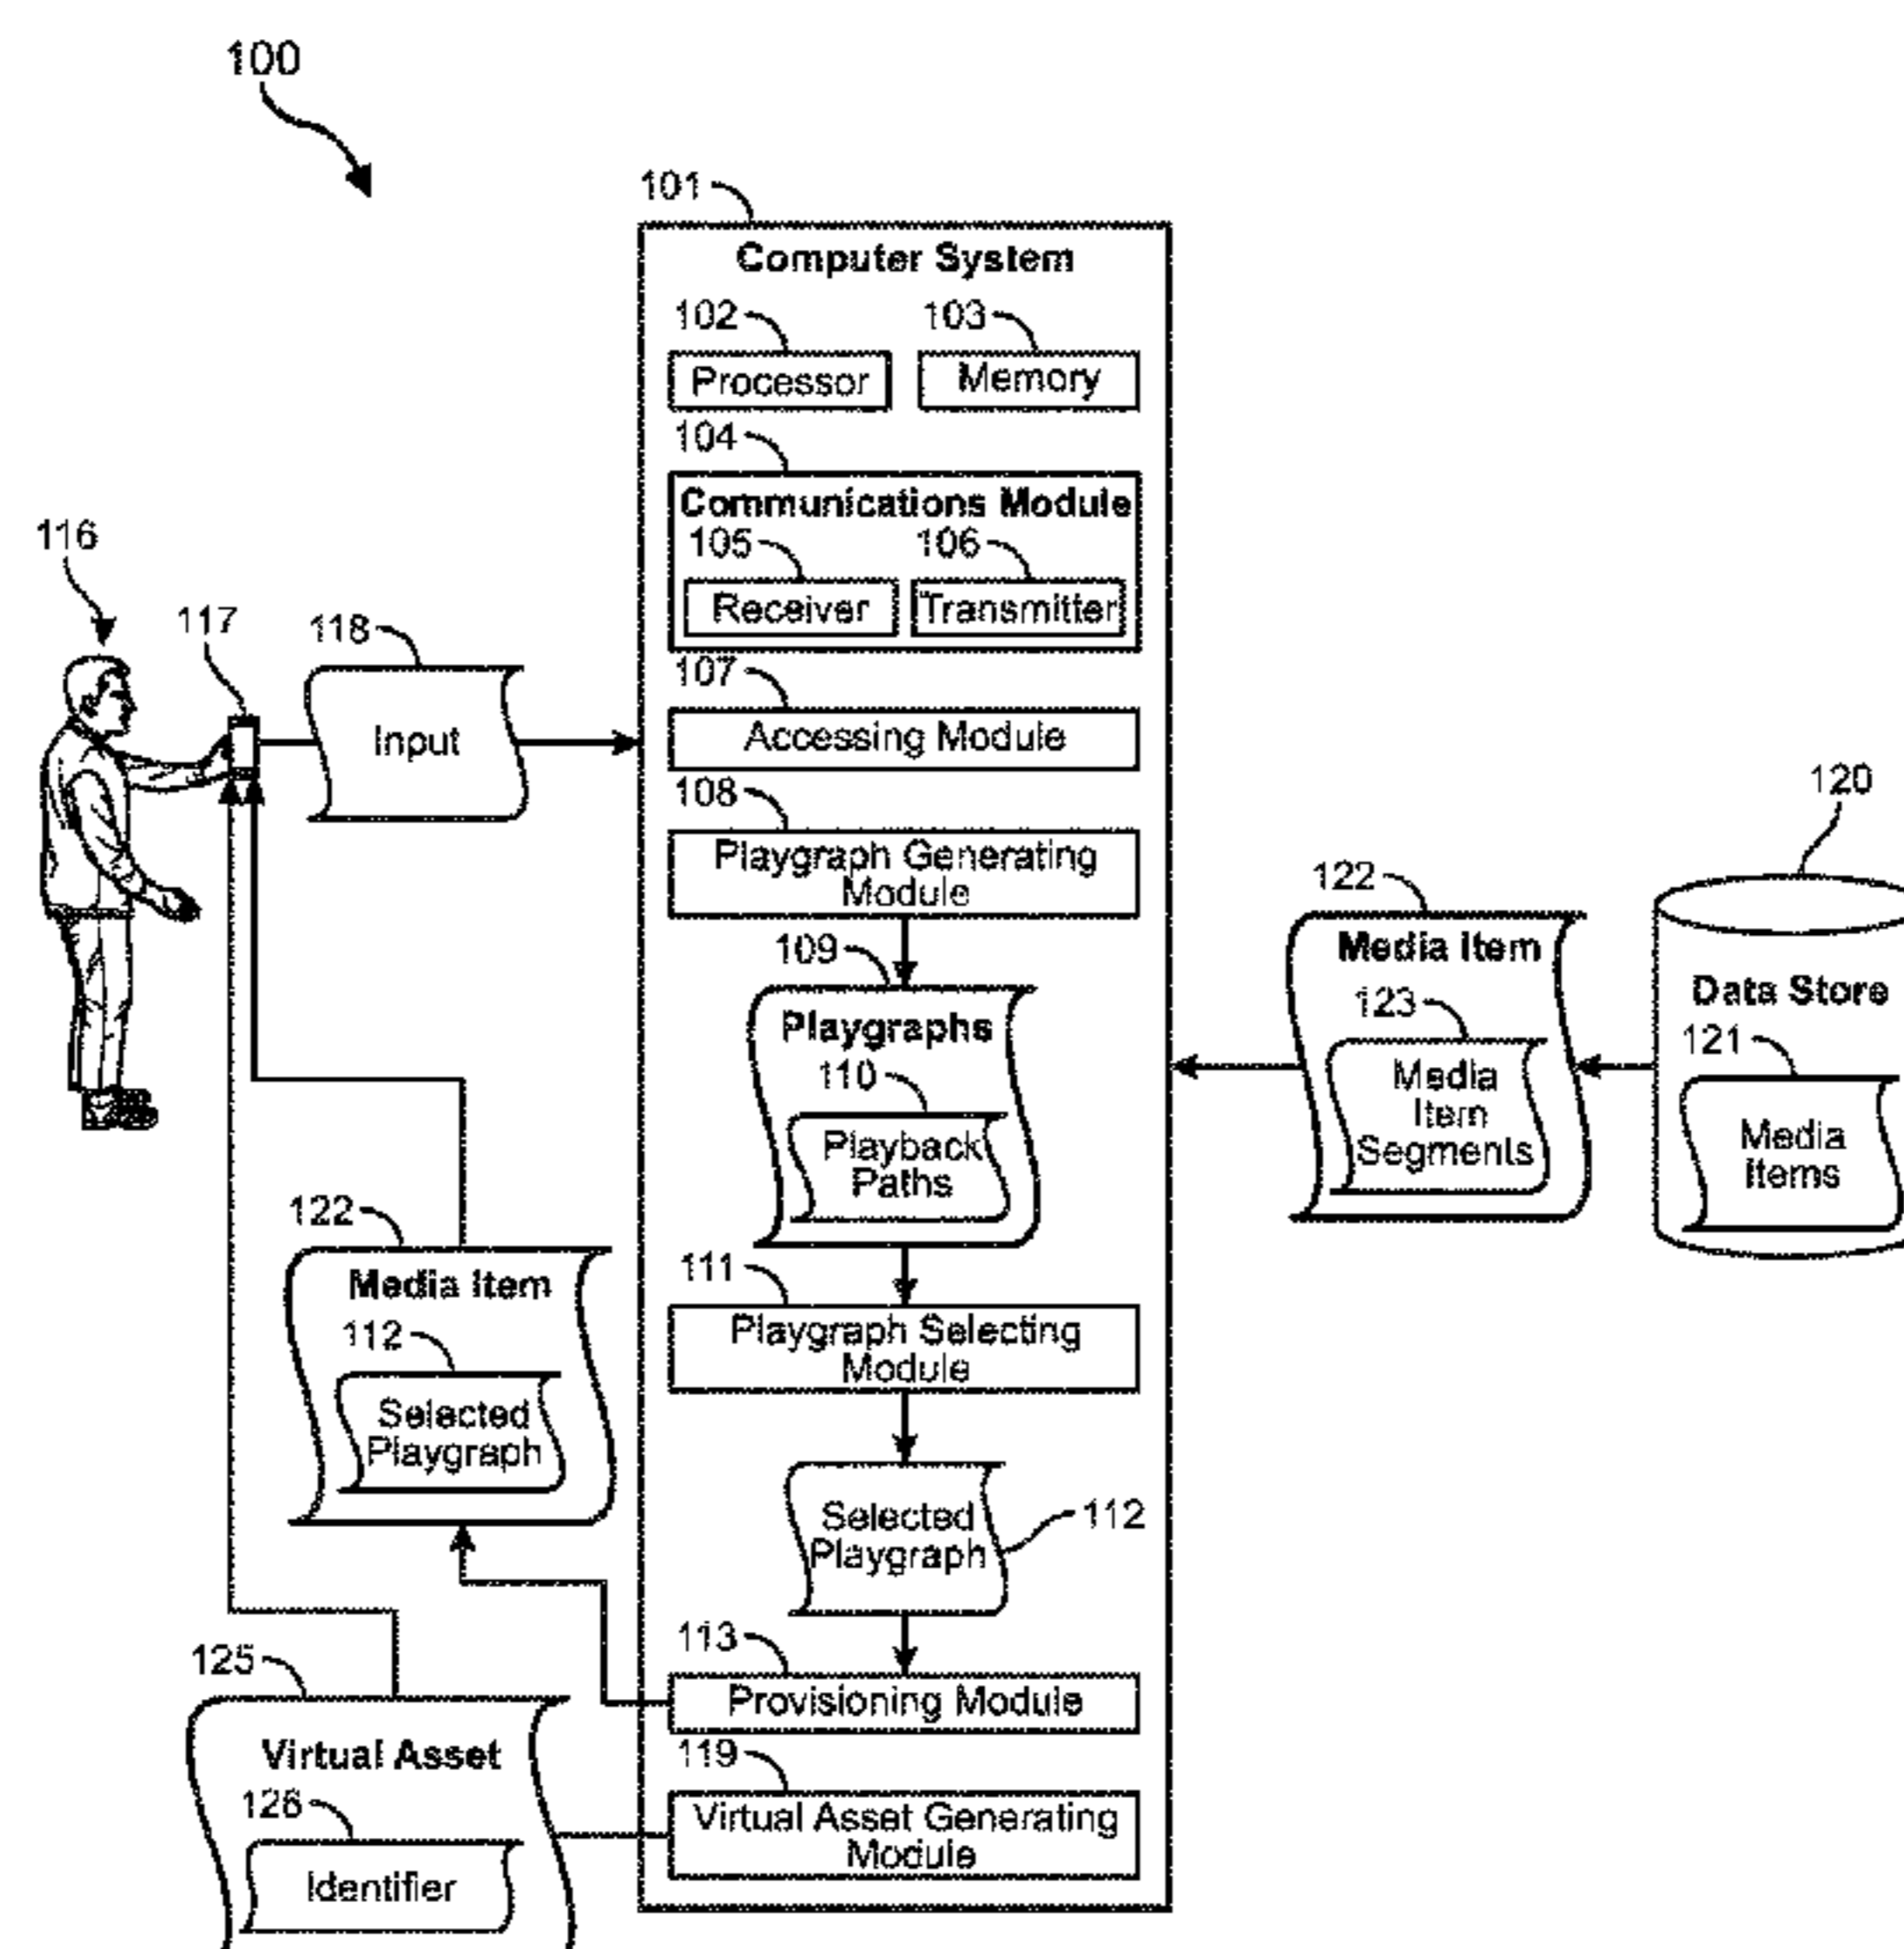 100
101
Computer System
102
103
Processor
Memory
104
Communications Module
105
106
Receiver
Transmitter
107
Accessing Module
108
Playgraph Generating
Module
109
Playgraphs
110
Playback
Paths
111
Playgraph Selecting
Module
Selected
Playgraph
112
113
Provisioning Module
119
Virtual Asset Generating
Module
116
117
118
Input
122
Media Item
112
Selected
Playgraph
125
Virtual Asset
126
Identifier
122
Media Item
123
Media
Item
Segments
120
Data Store
121
Media
Items